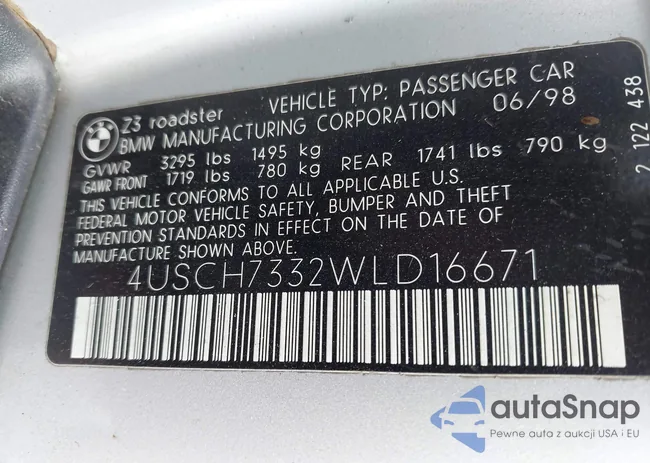 BMW
Z3 roadster VEHICLE TYP: PASSENGER CAR
BMW MANUFACTURING CORPORATION 06/98
GVWR 3295 lbs 1495 kg
GAWR FRONT 1719 lbs 780 kg REAR 1741 lbs 790 kg
THIS VEHICLE CONFORMS TO ALL APPLICABLE U.S.
FEDERAL MOTOR VEHICLE SAFETY, BUMPER AND THEFT
PREVENTION STANDARDS IN EFFECT ON THE DATE OF
MANUFACTURE SHOWN ABOVE.
4USCH7332WLD16671
2 122 438
autaSnap
Pewne auta z aukcji USA i EU